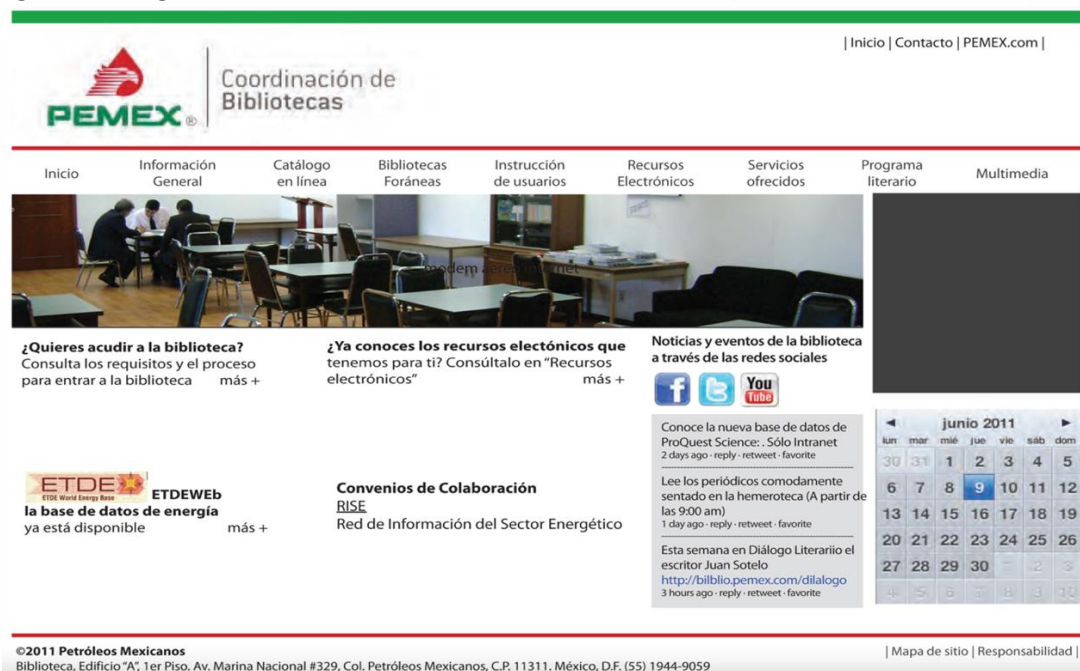 | Inicio | Contacto | PEMEX.com |
PEMEX®
Coordinación de
Bibliotecas
Inicio
Información
General
Catálogo
en línea
Bibliotecas
Foráneas
Instrucción
de usuarios
Recursos
Electrónicos
Servicios
ofrecidos
Programa
literario
Multimedia
modem aereo internet
¿Quieres acudir a la biblioteca?
Consulta los requisitos y el proceso
para entrar a la biblioteca más +
¿Ya conoces los recursos electónicos que
tenemos para ti? Consúltalo en “Recursos
electrónicos” más +
Noticias y eventos de la biblioteca
a través de las redes sociales
f t You Tube
Conoce la nueva base de datos de
ProQuest Science: . Sólo Intranet
2 days ago · reply · retweet · favorite
Lee los periódicos comodamente
sentado en la hemeroteca (A partir de
las 9:00 am)
1 day ago · reply · retweet · favorite
Esta semana en Diálogo Literariio el
escritor Juan Sotelo
http://bilblio.pemex.com/dilalogo
3 hours ago · reply · retweet · favorite
junio 2011
lun mar mié jue vie sáb dom
30 31 1 2 3 4 5
6 7 8 9 10 11 12
13 14 15 16 17 18 19
20 21 22 23 24 25 26
27 28 29 30 1 2 3
4 5 6 7 8 9 10
ETDE
ETDE World Energy Base
ETDEWEb
la base de datos de energía
ya está disponible más +
Convenios de Colaboración
RISE
Red de Información del Sector Energético
©2011 Petróleos Mexicanos
Biblioteca, Edificio “A”, 1er Piso. Av. Marina Nacional #329, Col. Petróleos Mexicanos, C.P. 11311. México, D.F. (55) 1944-9059
| Mapa de sitio | Responsabilidad |